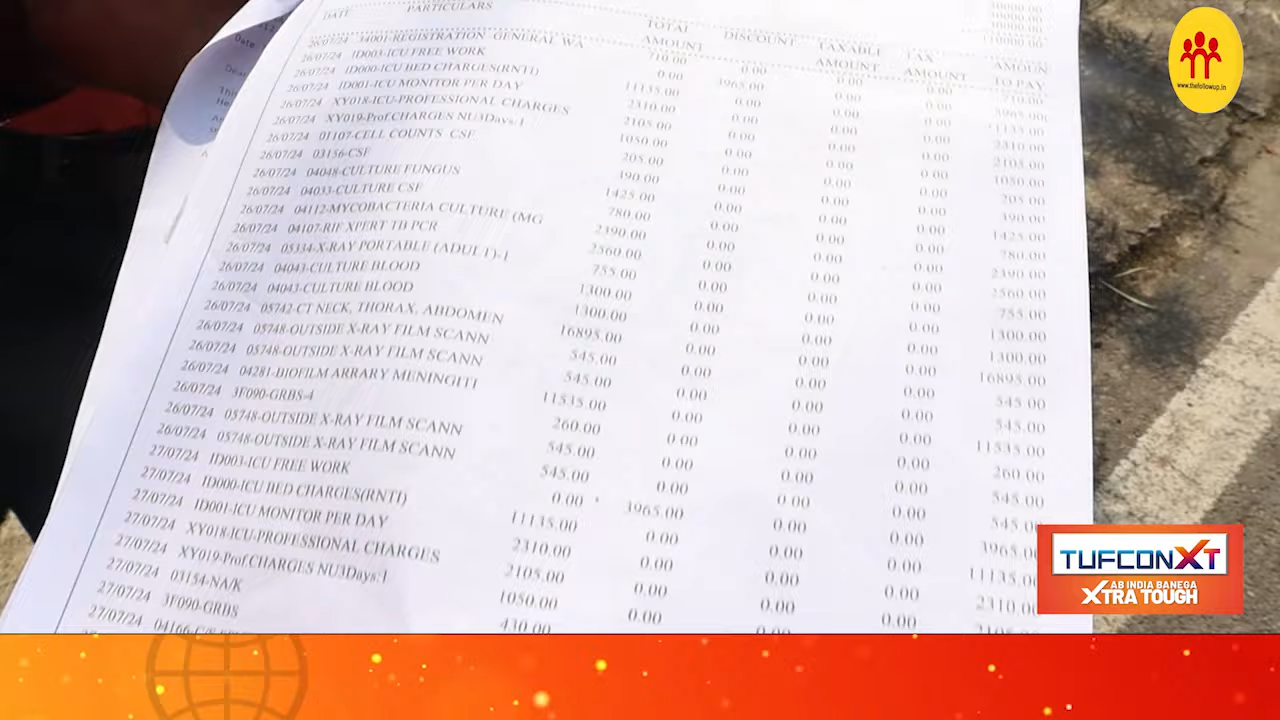 DATE PARTICULARS TOTAL AMOUNT DISCOUNT TAXABLE AMOUNT TAX AMOUNT AMOUN TO PAY
26/07/24 34001-REGISTRATION GENERAL WA 710.00 0.00 0.00 0.00 710.00
26/07/24 ID003-ICU FREE WORK 0.00 3965.00 0.00 0.00 3965.00
26/07/24 ID000-ICU BED CHARGES(RNTI) 11135.00 0.00 0.00 0.00 11135.00
26/07/24 ID001-ICU MONITOR PER DAY 2310.00 0.00 0.00 0.00 2310.00
26/07/24 XY018-ICU-PROFESSIONAL CHARGES 2105.00 0.00 0.00 0.00 2105.00
26/07/24 XY019-Prof.CHARGES NU3Days:1 1050.00 0.00 0.00 0.00 1050.00
26/07/24 01107-CELL COUNTS CSF 205.00 0.00 0.00 0.00 205.00
26/07/24 03156-CSF 390.00 0.00 0.00 0.00 390.00
26/07/24 04048-CULTURE FUNGUS 1425.00 0.00 0.00 0.00 1425.00
26/07/24 04033-CULTURE CSF 780.00 0.00 0.00 0.00 780.00
26/07/24 04112-MYCOBACTERIA CULTURE (MG 2390.00 0.00 0.00 0.00 2390.00
26/07/24 04107-RIF XPERT TB PCR 2560.00 0.00 0.00 0.00 2560.00
26/07/24 05334-X-RAY PORTABLE (ADULT)-1 755.00 0.00 0.00 0.00 755.00
26/07/24 04043-CULTURE BLOOD 1300.00 0.00 0.00 0.00 1300.00
26/07/24 04043-CULTURE BLOOD 1300.00 0.00 0.00 0.00 1300.00
26/07/24 05742-CT NECK, THORAX, ABDOMEN 16895.00 0.00 0.00 0.00 16895.00
26/07/24 05748-OUTSIDE X-RAY FILM SCANN 545.00 0.00 0.00 0.00 545.00
26/07/24 05748-OUTSIDE X-RAY FILM SCANN 545.00 0.00 0.00 0.00 545.00
26/07/24 04281-BIOFILM ARRARY MENINGITI 11535.00 0.00 0.00 0.00 11535.00
26/07/24 3F090-GRBS-4 260.00 0.00 0.00 0.00 260.00
26/07/24 05748-OUTSIDE X-RAY FILM SCANN 545.00 0.00 0.00 0.00 545.00
26/07/24 05748-OUTSIDE X-RAY FILM SCANN 545.00 0.00 0.00 0.00 545.00
27/07/24 ID003-ICU FREE WORK 0.00 3965.00 0.00 0.00 3965.00
27/07/24 ID000-ICU BED CHARGES(RNTI) 11135.00 0.00 0.00 0.00 11135.00
27/07/24 ID001-ICU MONITOR PER DAY 2310.00 0.00 0.00 0.00 2310.00
27/07/24 XY018-ICU-PROFESSIONAL CHARGES 2105.00 0.00 0.00 0.00 2105.00
27/07/24 XY019-Prof.CHARGES NU3Days:1 1050.00 0.00
27/07/24 03154-NA/K 430.00
27/07/24 3F090-GRBS
27/07/24 04166-C/S
www.thefollowup.in
TUFCON XT
AB INDIA BANEGA
XTRA TOUGH